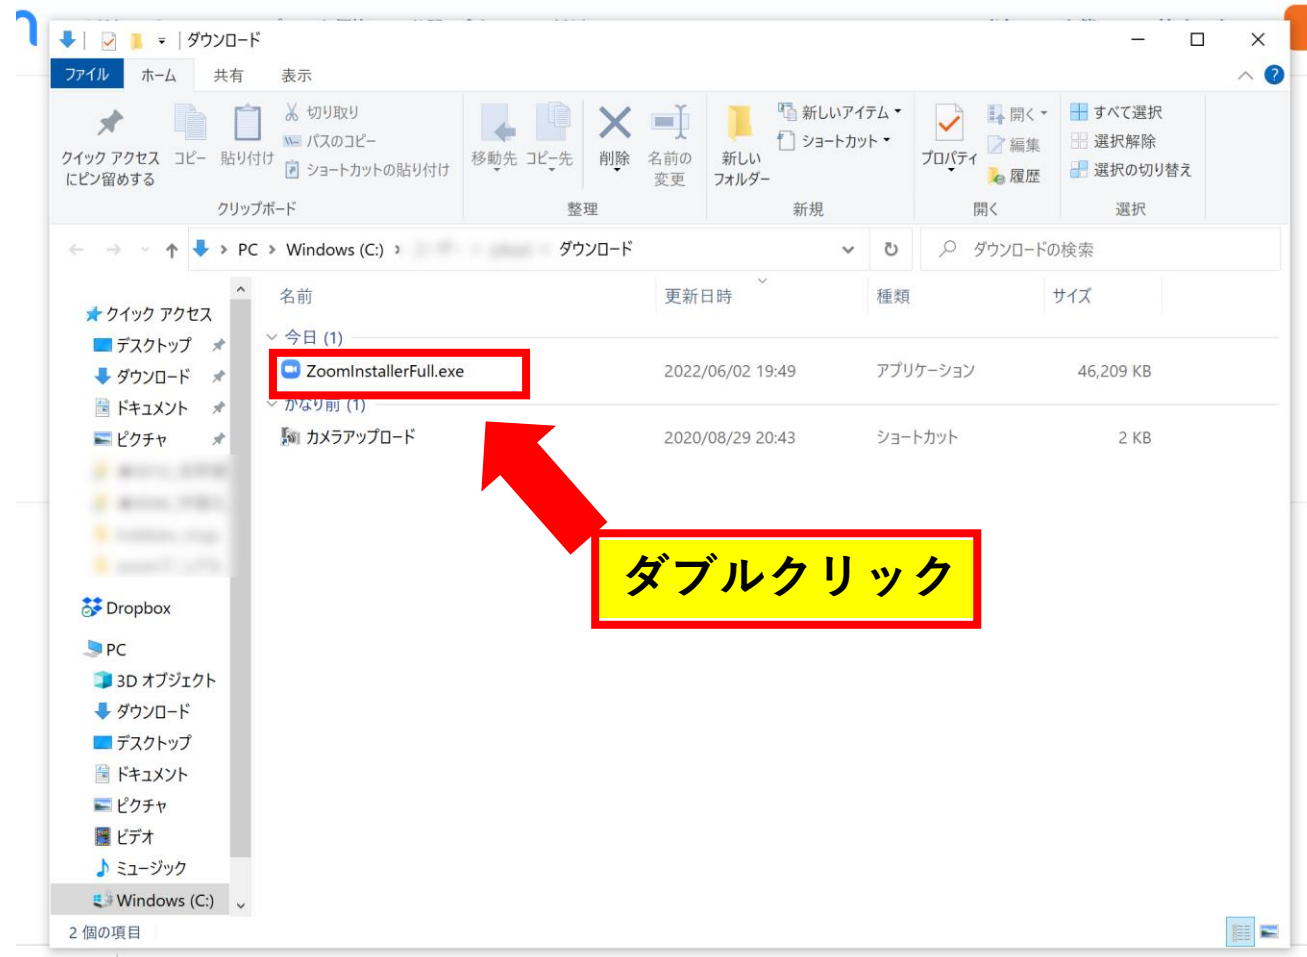 ダウンロード
ファイル ホーム 共有 表示
クイック アクセス
にピン留めする
コピー
貼り付け
切り取り
パスのコピー
ショートカットの貼り付け
クリップボード
移動先
コピー先
削除
名前の
変更
整理
新しい
フォルダー
新しいアイテム
ショートカット
新規
プロパティ
開く
編集
履歴
開く
すべて選択
選択解除
選択の切り替え
選択
PC Windows (C:) ダウンロード
ダウンロードの検索
名前 更新日時 種類 サイズ
今日 (1)
ZoomInstallerFull.exe 2022/06/02 19:49 アプリケーション 46,209 KB
かなり前 (1)
カメラアップロード 2020/08/29 20:43 ショートカット 2 KB
ダブルクリック
クイック アクセス
デスクトップ
ダウンロード
ドキュメント
ピクチャ
Dropbox
PC
3D オブジェクト
ダウンロード
デスクトップ
ドキュメント
ピクチャ
ビデオ
ミュージック
Windows (C:)
2 個の項目